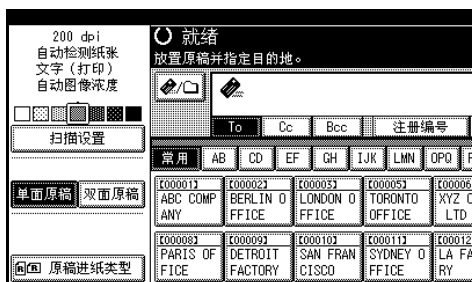 200 dpi
自动检测纸张
文字（打印）
自动图像浓度
扫描设置
单面原稿 双面原稿
原稿进纸类型
就绪
放置原稿并指定目的地。
To Cc Bcc 注册编号
常用 AB CD EF GH IJK LMN OPQ
[00001] [00002] [00003] [00005] [00006
ABC COMP BERLIN O LONDON O TORONTO XYZ C
ANY FFICE FFICE OFFICE LTD
[00008] [00009] [00010] [00011] [00012
PARIS OF DETROIT SAN FRAN SYDNEY O LA FA
FICE FACTORY CISCO FFICE RY